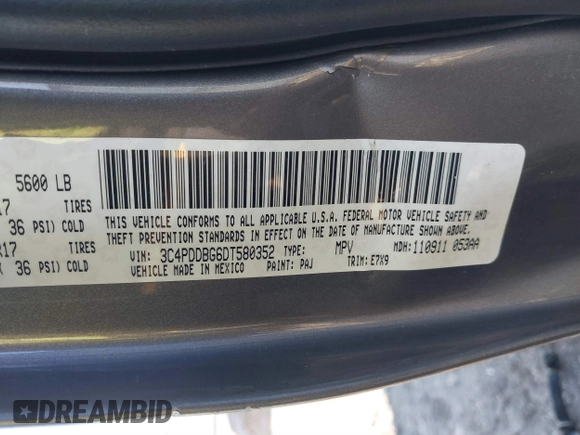 5600 LB
17 TIRES
36 PSI) COLD
R17 TIRES
36 PSI) COLD
THIS VEHICLE CONFORMS TO ALL APPLICABLE U.S.A. FEDERAL MOTOR VEHICLE SAFETY AND
THEFT PREVENTION STANDARDS IN EFFECT ON THE DATE OF MANUFACTURE SHOWN ABOVE.
VIN: 3C4PDDBG6DT580352 TYPE: MPV MDH: 110911 053AA
VEHICLE MADE IN MEXICO PAINT: PAJ TRIM: E7X9
DREAMBID